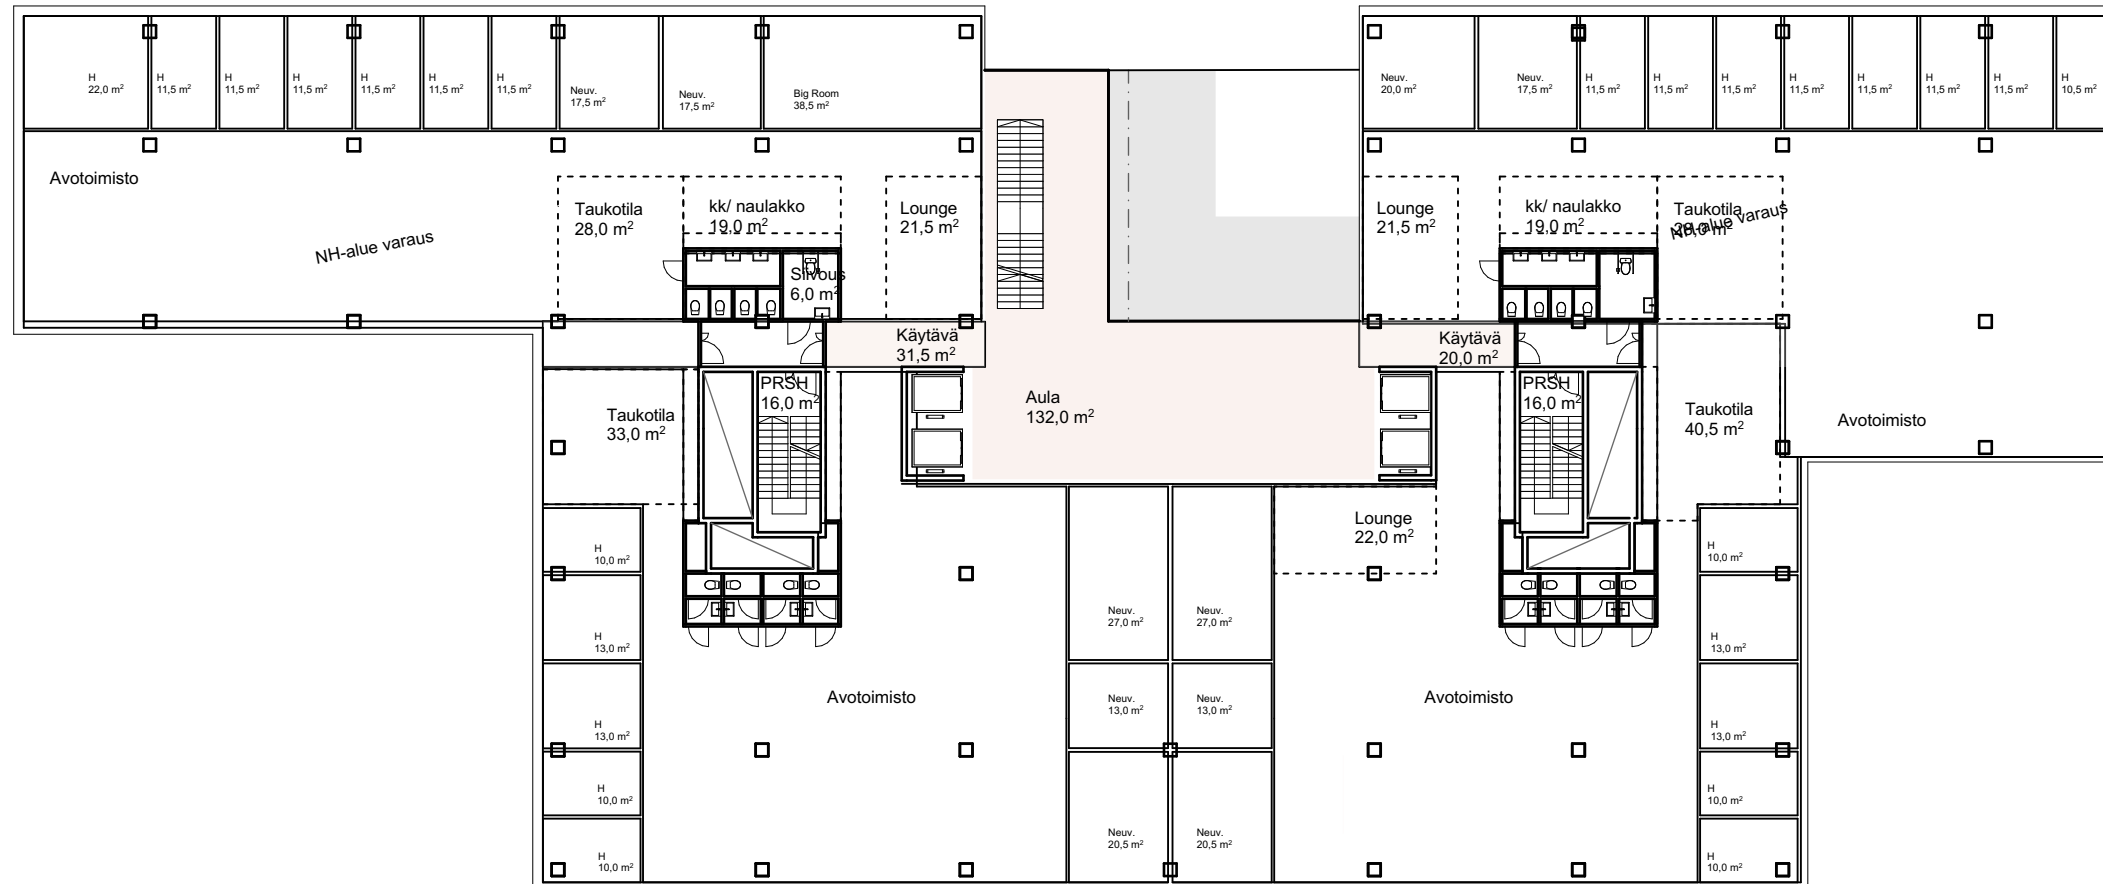 H
22,0 m²
H
11,5 m²
H
11,5 m²
H
11,5 m²
H
11,5 m²
H
11,5 m²
H
11,5 m²
Neuv.
17,5 m²
Neuv.
17,5 m²
Big Room
38,5 m²
Neuv.
20,0 m²
Neuv.
17,5 m²
H
11,5 m²
H
11,5 m²
H
11,5 m²
H
11,5 m²
H
11,5 m²
H
11,5 m²
H
11,5 m²
H
10,5 m²
Avotoimisto
NH-alue varaus
Taukotila
28,0 m²
kk/ naulakko
19,0 m²
Lounge
21,5 m²
Siivous
6,0 m²
Lounge
21,5 m²
kk/ naulakko
19,0 m²
Taukotila
28,0 m²
NH-alue varaus
Käytävä
31,5 m²
Käytävä
20,0 m²
Taukotila
33,0 m²
PRSH
16,0 m²
Aula
132,0 m²
PRSH
16,0 m²
Taukotila
40,5 m²
Avotoimisto
Lounge
22,0 m²
H
10,0 m²
H
13,0 m²
H
13,0 m²
H
10,0 m²
H
10,0 m²
Avotoimisto
Neuv.
27,0 m²
Neuv.
27,0 m²
Neuv.
13,0 m²
Neuv.
13,0 m²
Neuv.
20,5 m²
Neuv.
20,5 m²
Avotoimisto
H
10,0 m²
H
13,0 m²
H
13,0 m²
H
10,0 m²
H
10,0 m²